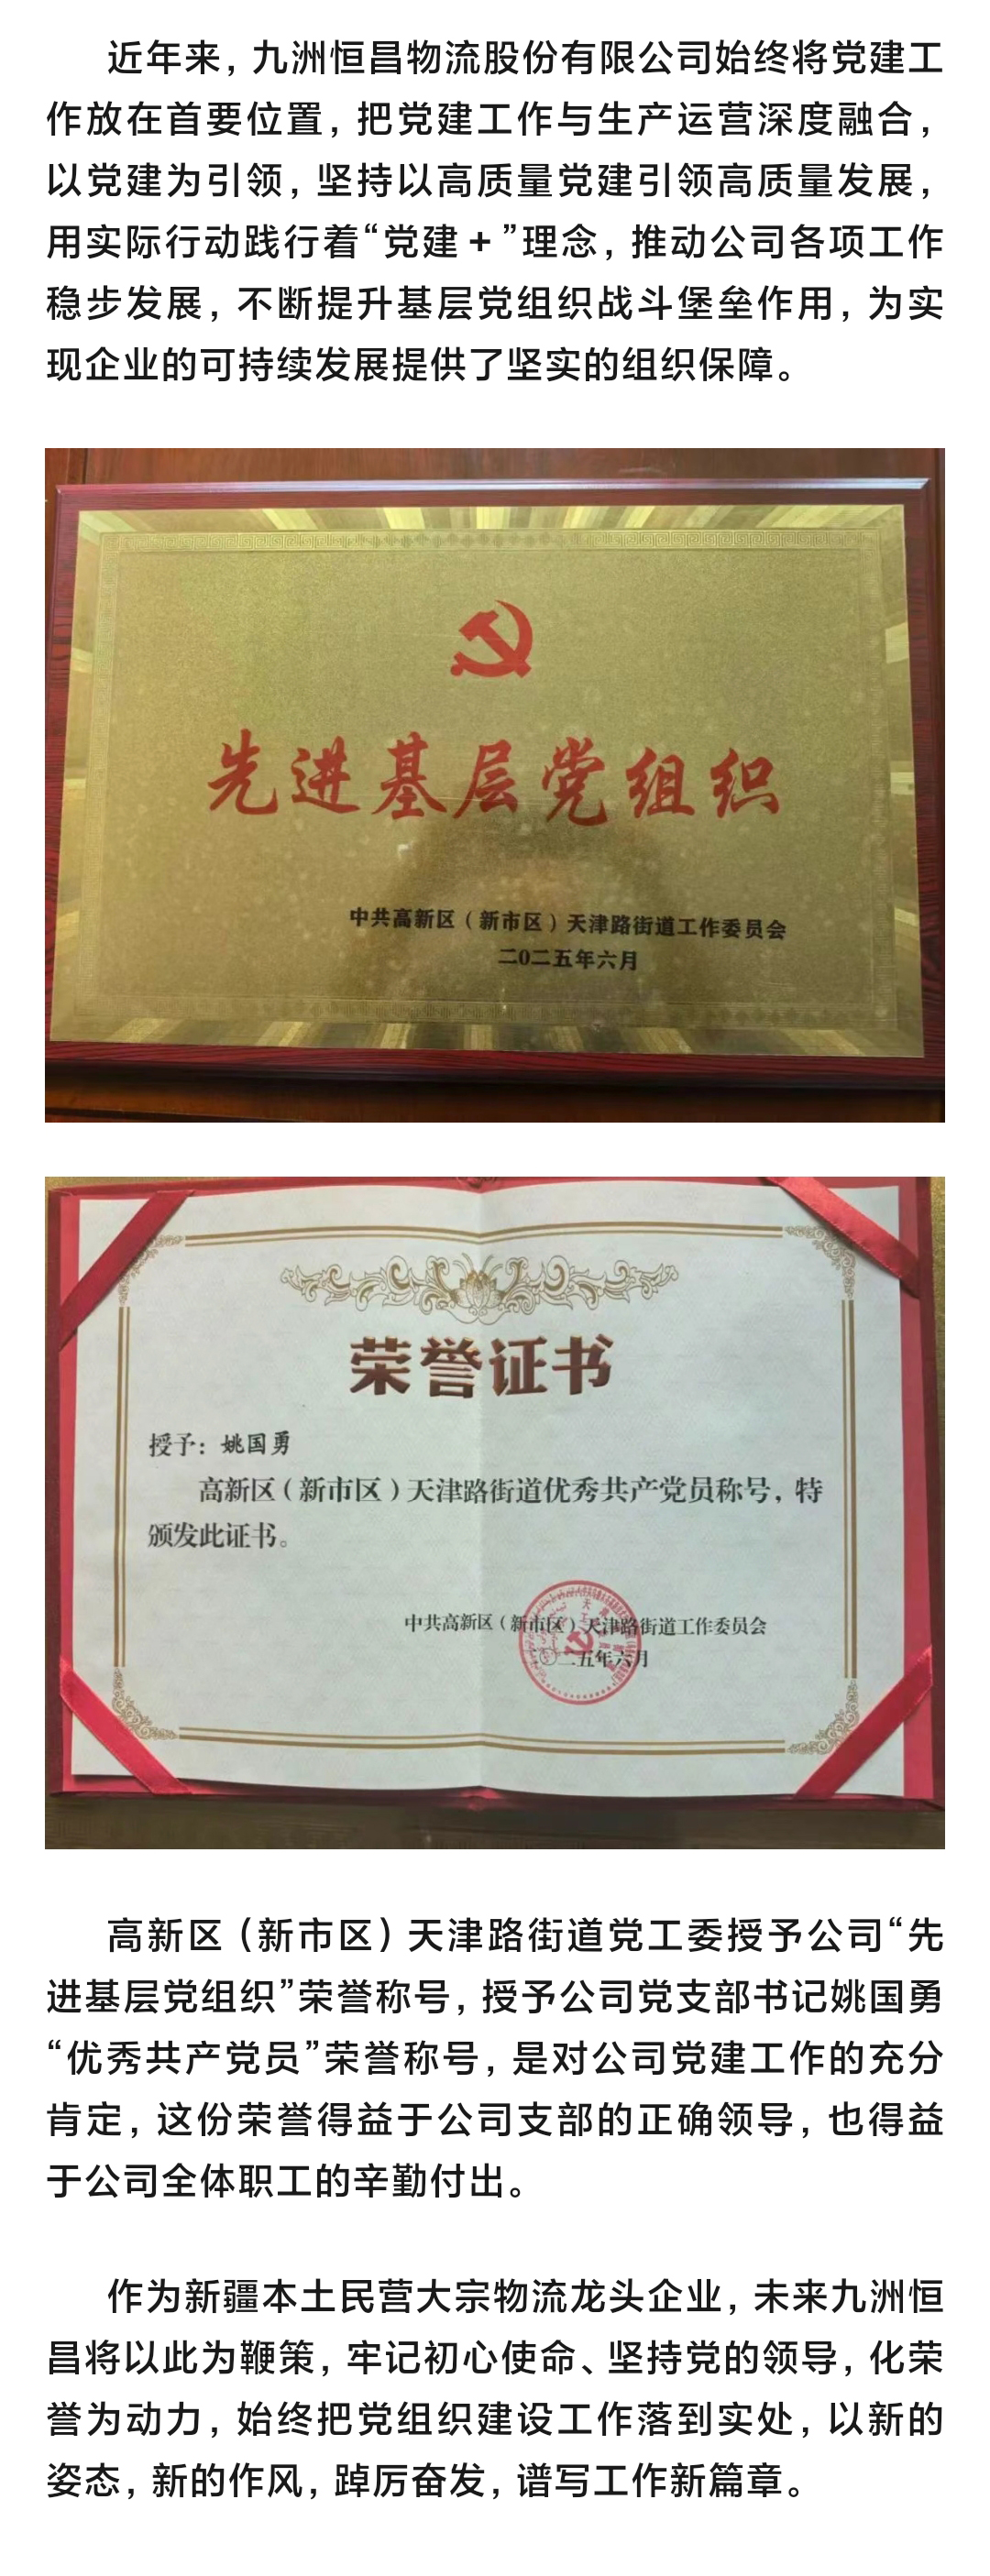 近年来，九洲恒昌物流股份有限公司始终将党建工
作放在首要位置，把党建工作与生产运营深度融合，
以党建为引领，坚持以高质量党建引领高质量发展，
用实际行动践行着“党建+”理念，推动公司各项工作
稳步发展，不断提升基层党组织战斗堡垒作用，为实
现企业的可持续发展提供了坚实的组织保障。
先进基层党组织
中共高新区（新市区）天津路街道工作委员会
二〇二五年六月
荣誉证书
授予：姚国勇
高新区（新市区）天津路街道优秀共产党员称号，特
颁发此证书。
中共高新区（新市区）天津路街道工作委员会
二〇二五年六月
高新区（新市区）天津路街道党工委授予公司“先
进基层党组织”荣誉称号，授予公司党支部书记姚国勇
“优秀共产党员”荣誉称号，是对公司党建工作的充分
肯定，这份荣誉得益于公司支部的正确领导，也得益
于公司全体职工的辛勤付出。
作为新疆本土民营大宗物流龙头企业，未来九洲恒
昌将以此为鞭策，牢记初心使命、坚持党的领导，化荣
誉为动力，始终把党组织建设工作落到实处，以新的
姿态，新的作风，踔厉奋发，谱写工作新篇章。